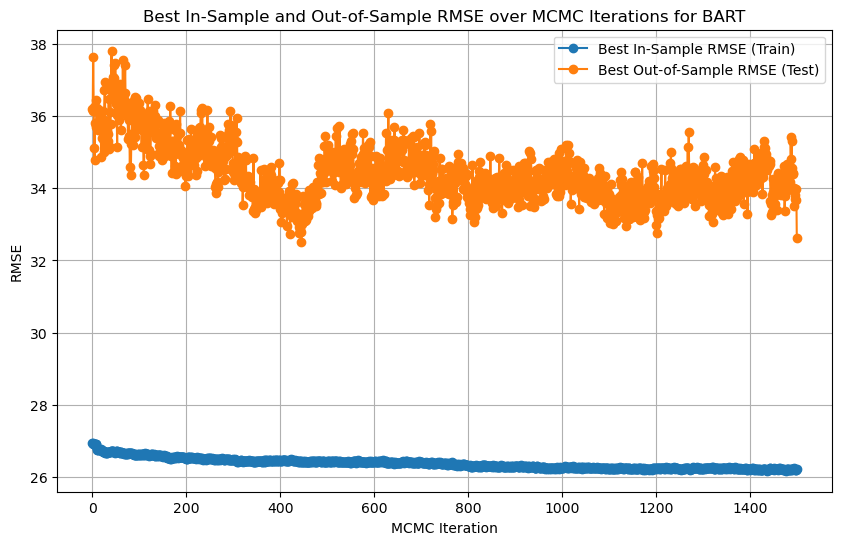 Best In-Sample and Out-of-Sample RMSE over MCMC Iterations for BART
Best In-Sample RMSE (Train)
Best Out-of-Sample RMSE (Test)
RMSE
38
36
34
32
30
28
26
0 200 400 600 800 1000 1200 1400
MCMC Iteration